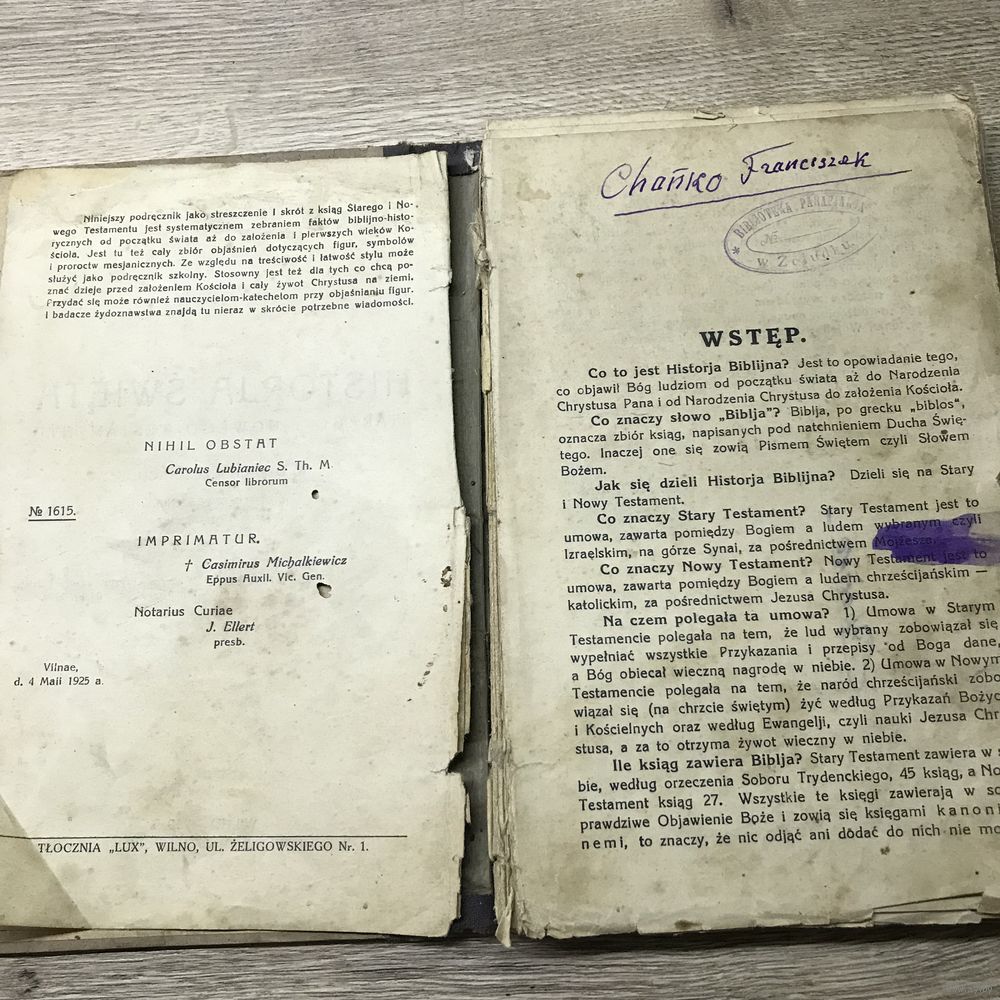 Niniejszy podręcznik jako streszczenie i skrót z ksiąg Starego i No-
wego Testamentu jest systematycznem zebraniem faktów biblijno-histo-
rycznych od początku świata aż do założenia i pierwszych wieków Ko-
ścioła. Jest tu też cały zbiór objaśnień dotyczących figur, symbolów
i proroctw mesjanicznych. Ze względu na treściwość i łatwość stylu może
służyć jako podręcznik szkolny. Stosowny jest też dla tych co chcą po-
znać dzieje przed założeniem Kościoła i cały żywot Chrystusa na ziemi.
Przydać się może również nauczycielom-katechetom przy objaśnianiu figur.
I badacze żydoznawstwa znajdą tu nieraz w skrócie potrzebne wiadomości.
NIHIL OBSTAT
Carolus Lubianiec S. Th. M.
Censor librorum
№ 1615.
IMPRIMATUR.
† Casimirus Michalkiewicz
Eppus Auxil. Vic. Gen.
Notarius Curiae
J. Ellert
presb.
Vilnae,
d. 4 Maii 1925 a.
TŁOCZNIA „LUX”, WILNO, UL. ŻELIGOWSKIEGO Nr. 1.
Chańko Franciszek
BIBLIOTEKA PARAFJALNA
№
w Żołudku
WSTĘP.
Co to jest Historja Biblijna? Jest to opowiadanie tego,
co objawił Bóg ludziom od początku świata aż do Narodzenia
Chrystusa Pana i od Narodzenia Chrystusa do założenia Kościoła.
Co znaczy słowo „Biblja”? Biblja, po grecku „biblos“,
oznacza zbiór ksiąg, napisanych pod natchnieniem Ducha Świę-
tego. Inaczej one się zowią Pismem Świętem czyli Słowem
Bożem.
Jak się dzieli Historja Biblijna? Dzieli się na Stary
i Nowy Testament.
Co znaczy Stary Testament? Stary Testament jest to
umowa, zawarta pomiędzy Bogiem a ludem wybranym czyli
Izraelskim, na górze Synai, za pośrednictwem Mojżesza.
Co znaczy Nowy Testament? Nowy Testament jest to
umowa, zawarta pomiędzy Bogiem a ludem chrześcijańskim —
katolickim, za pośrednictwem Jezusa Chrystusa.
Na czem polegała ta umowa? 1) Umowa w Starym
Testamencie polegała na tem, że lud wybrany zobowiązał się
wypełniać wszystkie Przykazania i przepisy od Boga dane,
a Bóg obiecał wieczną nagrodę w niebie. 2) Umowa w Nowym
Testamencie polegała na tem, że naród chrześcijański zobo
wiązał się (na chrzcie świętym) żyć według Przykazań Bożyc
i Kościelnych oraz według Ewangelji, czyli nauki Jezusa Chr
stusa, a za to otrzyma żywot wieczny w niebie.
Ile ksiąg zawiera Biblja? Stary Testament zawiera w s
bie, według orzeczenia Soboru Trydenckiego, 45 ksiąg, a No
Testament ksiąg 27. Wszystkie te księgi zawierają w so
prawdziwe Objawienie Boże i zowią się księgami kanoni
nemi, to znaczy, że nic odjąć ani dodać do nich nie mo